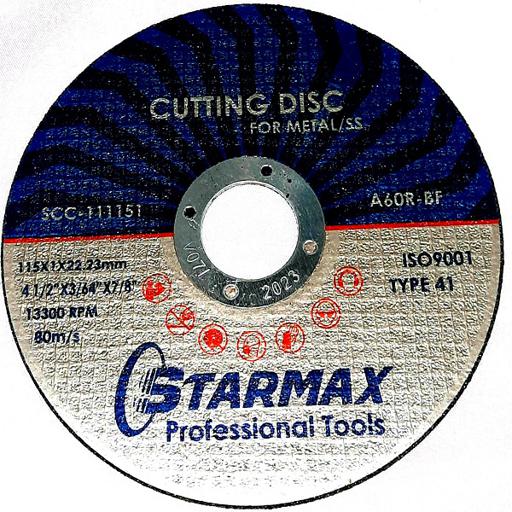 CUTTING DISC
FOR METAL/SS
SCC-111151
A60R-BF
115X1X22.23mm
4 1/2"X3/64"X7/8"
13300 RPM
80m/s
ISO9001
TYPE 41
V07/
2023
STARMAX
Professional Tools